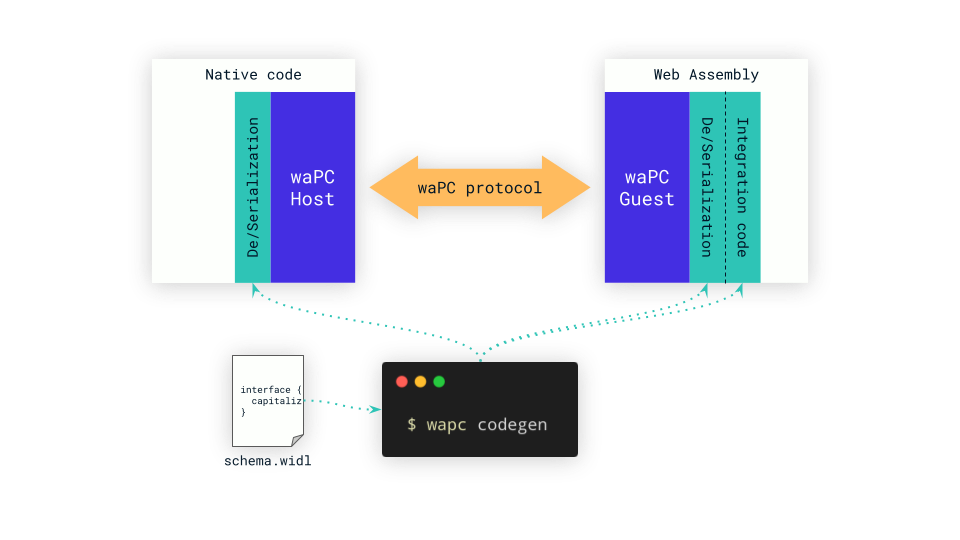 Native code
De/Serialization
waPC
Host
waPC protocol
Web Assembly
waPC
Guest
De/Serialization
Integration code
interface {
capitaliz
}
schema.widl
$ wapc codegen